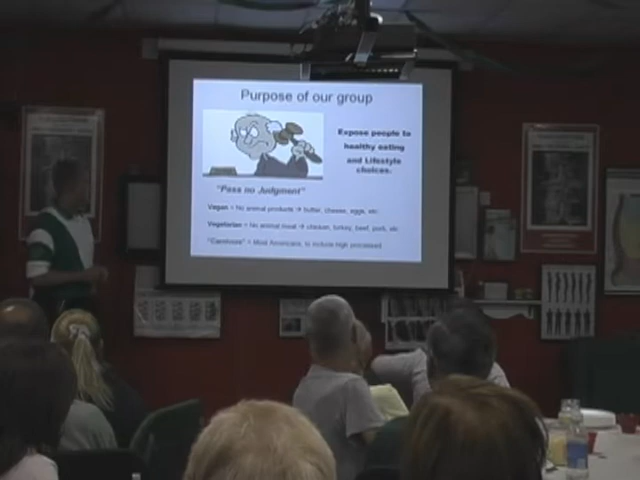 Purpose of our group
Expose people to
healthy eating
and Lifestyle
choices.
"Pass no Judgment"
Vegan = No animal products → butter, cheese, eggs, etc.
Vegetarian = No animal meat → chicken, turkey, beef, pork, etc.
"Carnivore" = Most Americans, to include high processed